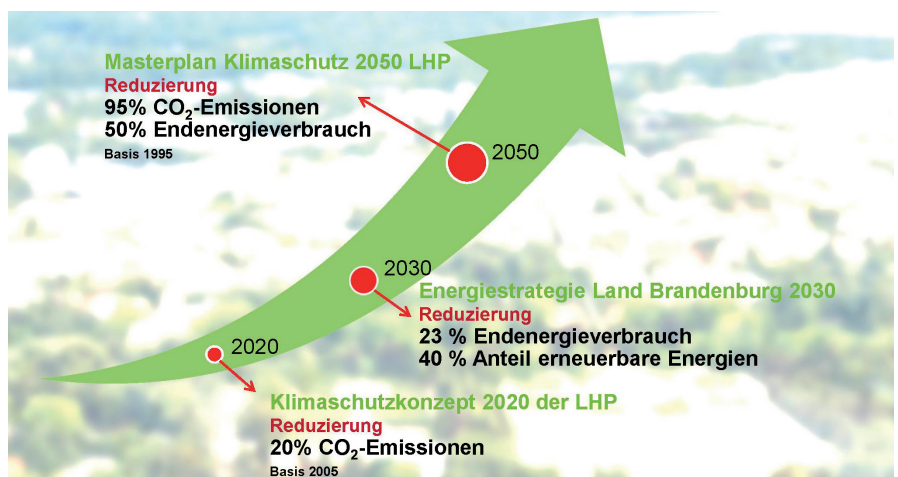 Masterplan Klimaschutz 2050 LHP
Reduzierung
95% CO₂-Emissionen
50% Endenergieverbrauch
Basis 1995
2050
2030
Energiestrategie Land Brandenburg 2030
Reduzierung
23 % Endenergieverbrauch
40 % Anteil erneuerbare Energien
2020
Klimaschutzkonzept 2020 der LHP
Reduzierung
20% CO₂-Emissionen
Basis 2005